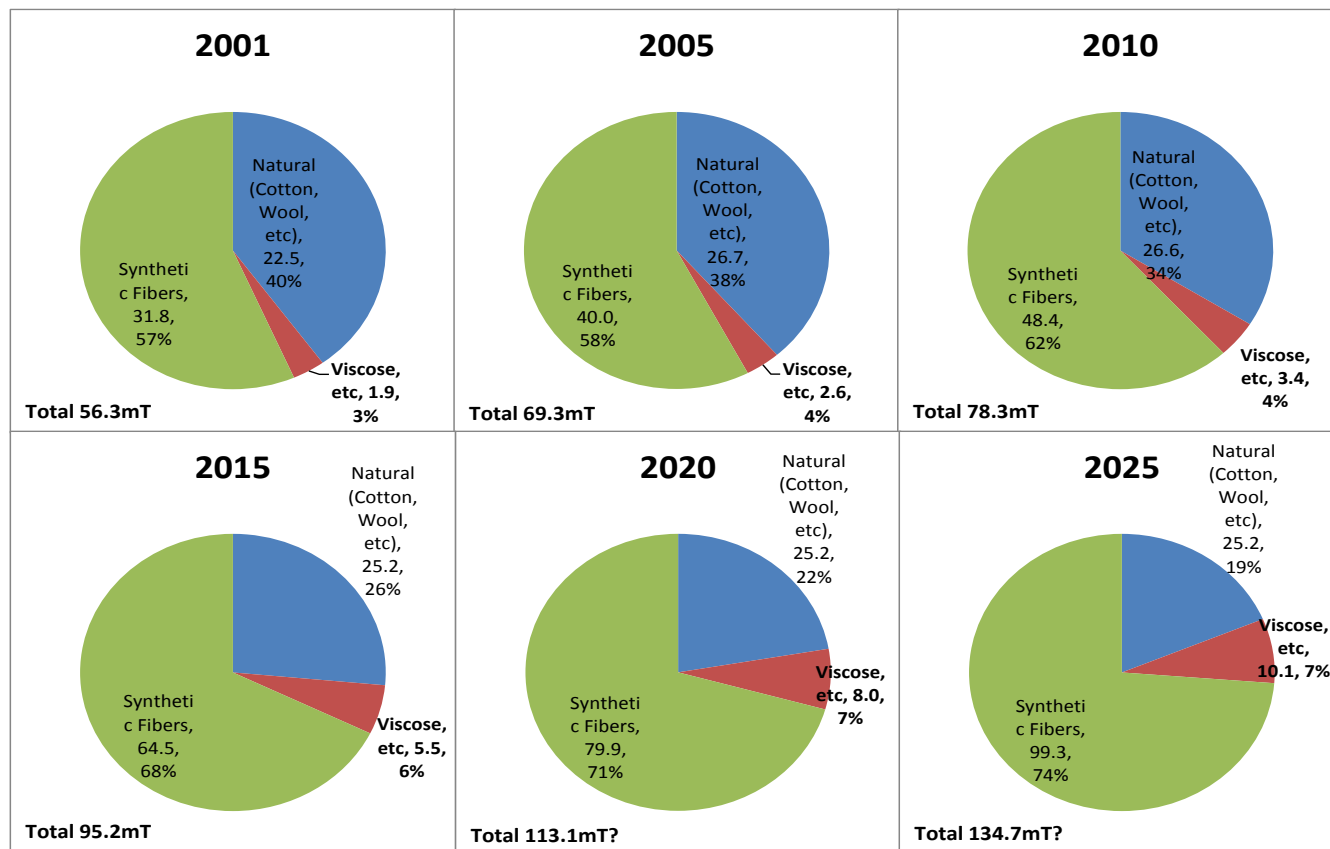 2001
Natural
(Cotton,
Wool,
etc),
22.5,
40%
Syntheti
c Fibers,
31.8,
57%
Viscose,
etc, 1.9,
3%
Total 56.3mT
2005
Natural
(Cotton,
Wool,
etc),
26.7,
38%
Syntheti
c Fibers,
40.0,
58%
Viscose,
etc, 2.6,
4%
Total 69.3mT
2010
Natural
(Cotton,
Wool,
etc),
26.6,
34%
Syntheti
c Fibers,
48.4,
62%
Viscose,
etc, 3.4,
4%
Total 78.3mT
2015
Natural
(Cotton,
Wool,
etc),
25.2,
26%
Syntheti
c Fibers,
64.5,
68%
Viscose,
etc, 5.5,
6%
Total 95.2mT
2020
Natural
(Cotton,
Wool,
etc),
25.2,
22%
Viscose,
etc, 8.0,
7%
Syntheti
c Fibers,
79.9,
71%
Total 113.1mT?
2025
Natural
(Cotton,
Wool,
etc),
25.2,
19%
Viscose,
etc,
10.1, 7%
Syntheti
c Fibers,
99.3,
74%
Total 134.7mT?